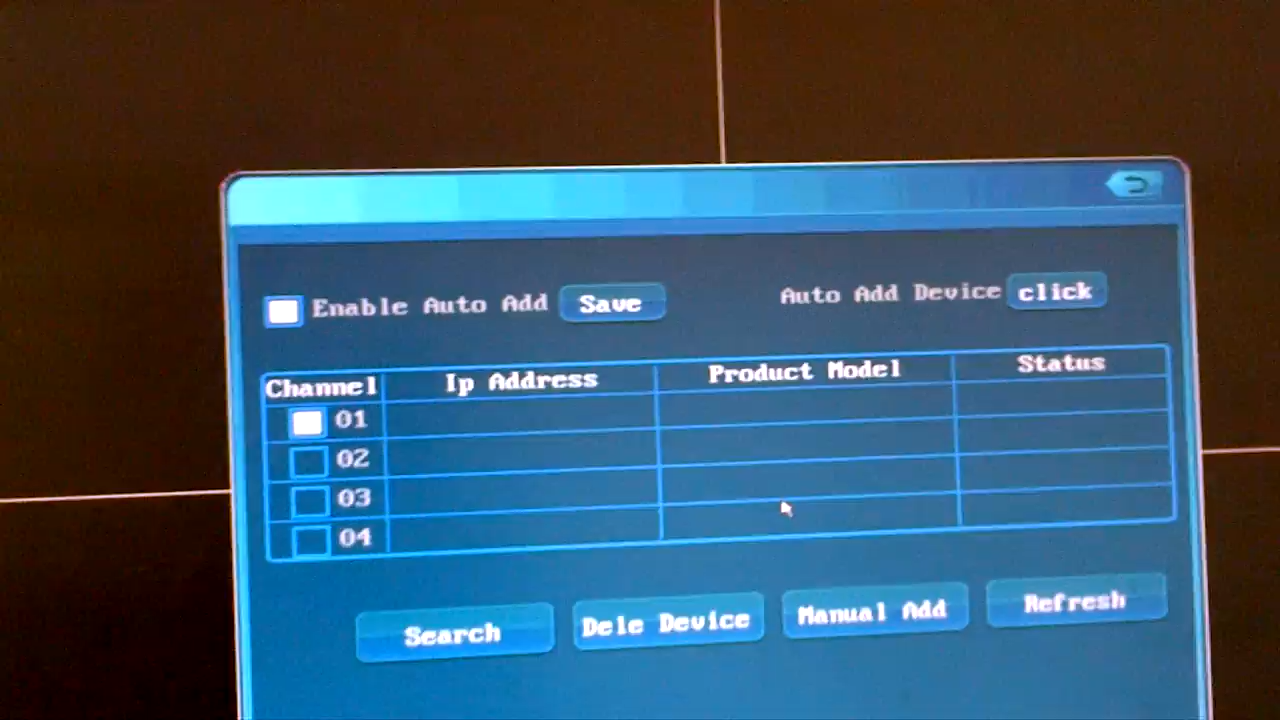 Enable Auto Add Save Auto Add Device click
Channel Ip Address Product Model Status
01
02
03
04
Search Dele Device Manual Add Refresh